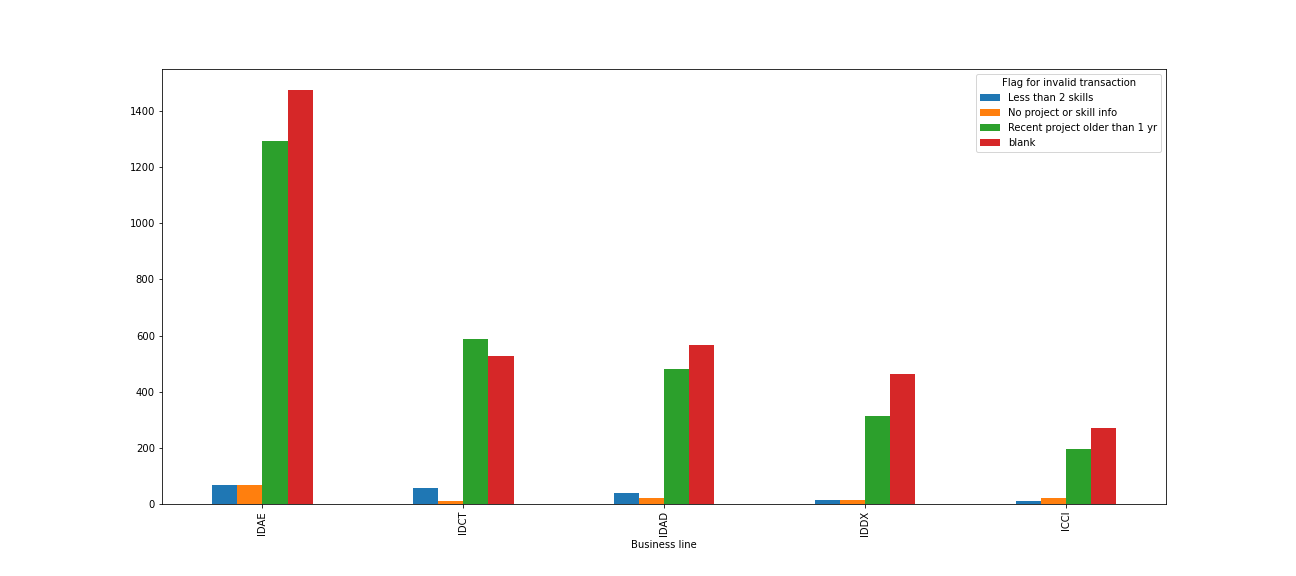 Flag for invalid transaction
Less than 2 skills
No project or skill info
Recent project older than 1 yr
blank
1400
1200
1000
800
600
400
200
0
IDAE
IDCT
IDAD
IDDX
ICCI
Business line